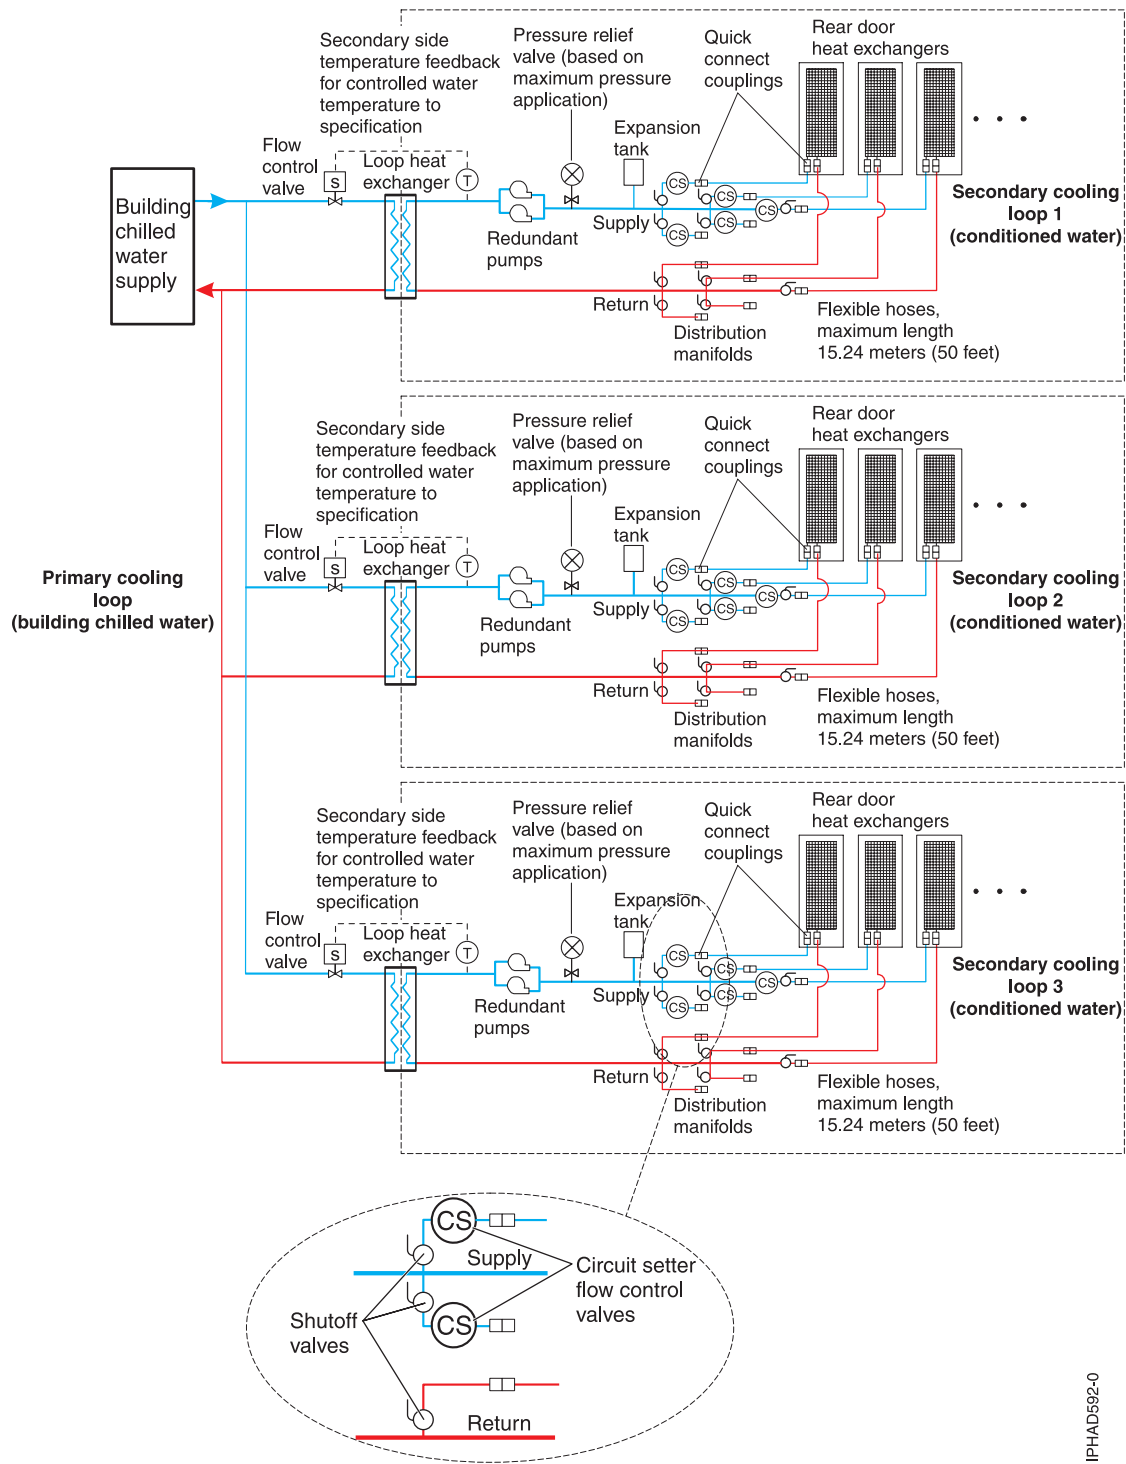 Secondary side
temperature feedback
for controlled water
temperature to
specification
Pressure relief
valve (based on
maximum pressure
application)
Quick
connect
couplings
Rear door
heat exchangers
Expansion
tank
Flow
control
valve
S
Loop heat
exchanger
T
Building
chilled
water
supply
Redundant
pumps
Supply
CS
CS
CS
CS
CS
Secondary cooling
loop 1
(conditioned water)
Return
Distribution
manifolds
Flexible hoses,
maximum length
15.24 meters (50 feet)
Secondary side
temperature feedback
for controlled water
temperature to
specification
Pressure relief
valve (based on
maximum pressure
application)
Quick
connect
couplings
Rear door
heat exchangers
Expansion
tank
Flow
control
valve
S
Loop heat
exchanger
T
Primary cooling
loop
(building chilled water)
Redundant
pumps
Supply
CS
CS
CS
CS
CS
Secondary cooling
loop 2
(conditioned water)
Return
Distribution
manifolds
Flexible hoses,
maximum length
15.24 meters (50 feet)
Secondary side
temperature feedback
for controlled water
temperature to
specification
Pressure relief
valve (based on
maximum pressure
application)
Quick
connect
couplings
Rear door
heat exchangers
Expansion
tank
Flow
control
valve
S
Loop heat
exchanger
T
Redundant
pumps
Supply
CS
CS
CS
CS
CS
Secondary cooling
loop 3
(conditioned water)
Return
Distribution
manifolds
Flexible hoses,
maximum length
15.24 meters (50 feet)
CS
Supply
CS
Circuit setter
flow control
valves
Shutoff
valves
Return
IPHAD592-0